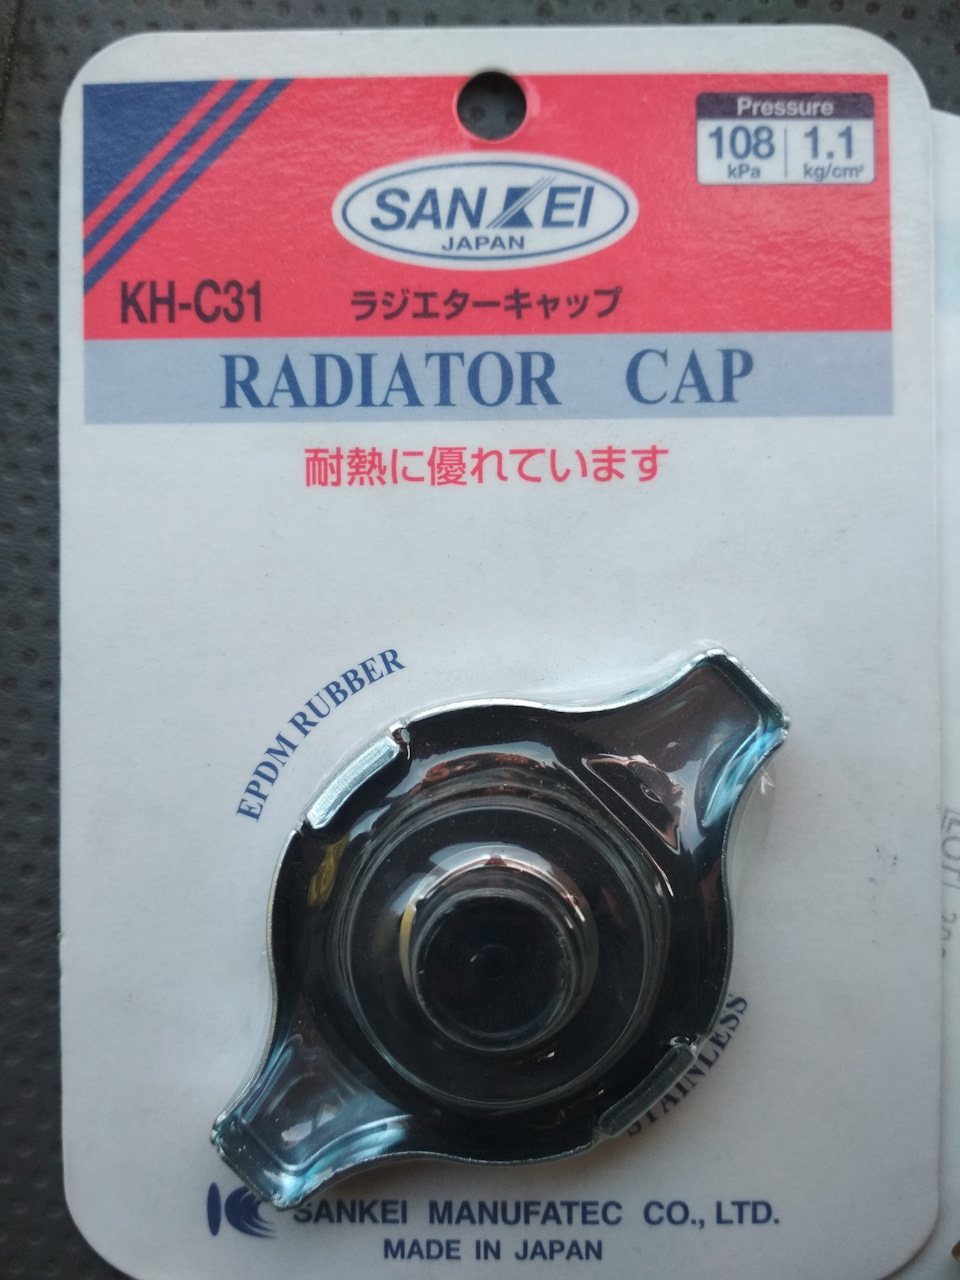 Pressure
108 1.1
kPa kg/cm²
SANKEI
JAPAN
KH-C31 ラジエターキャップ
RADIATOR CAP
耐熱に優れています
EPDM RUBBER
STAINLESS
SANKEI MANUFATEC CO., LTD.
MADE IN JAPAN